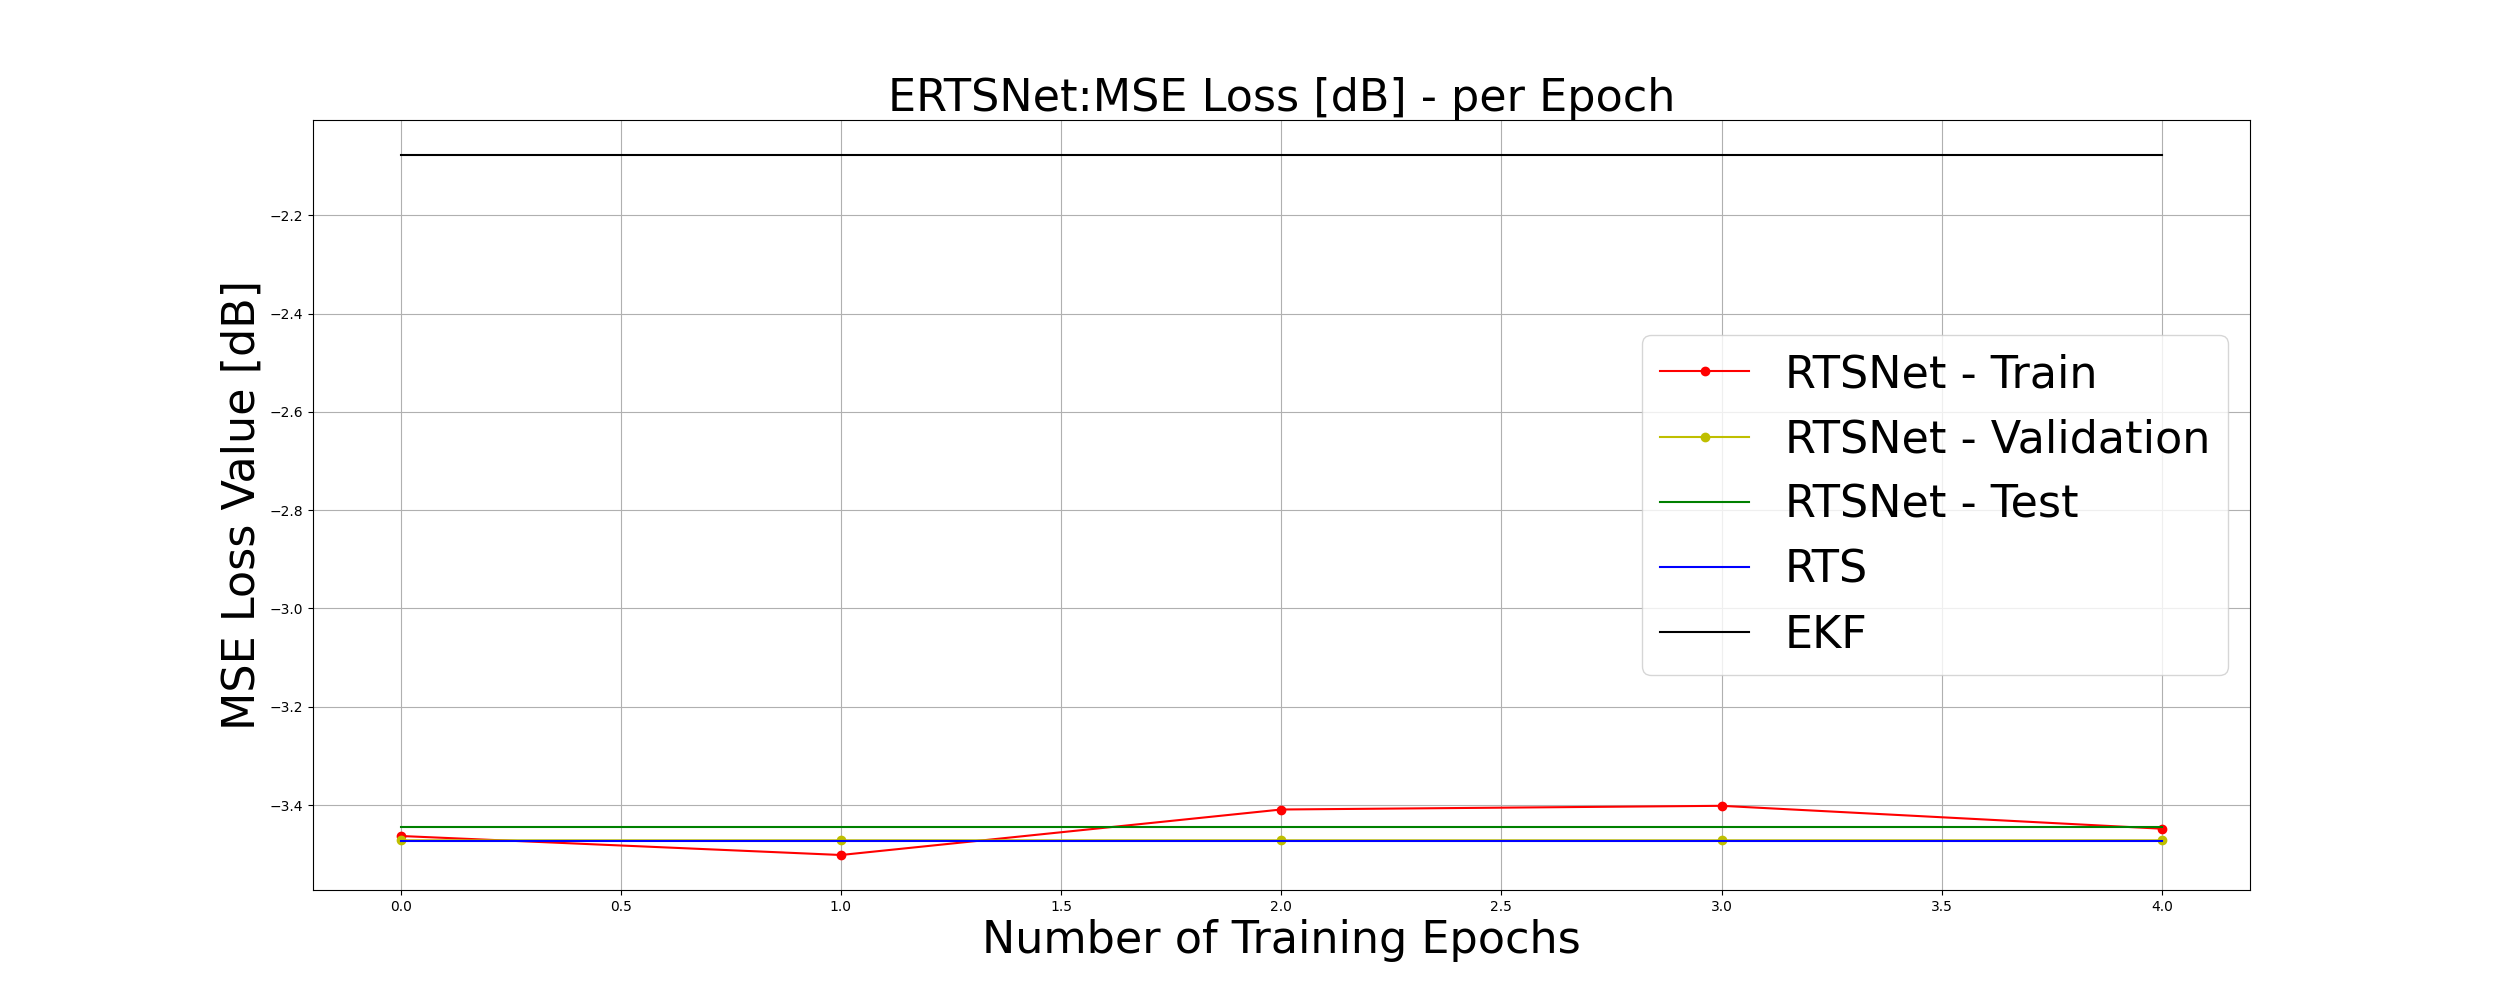 ERTSNet:MSE Loss [dB] - per Epoch
MSE Loss Value [dB]
−2.2
−2.4
−2.6
−2.8
−3.0
−3.2
−3.4
RTSNet - Train
RTSNet - Validation
RTSNet - Test
RTS
EKF
0.0 0.5 1.0 1.5 2.0 2.5 3.0 3.5 4.0
Number of Training Epochs